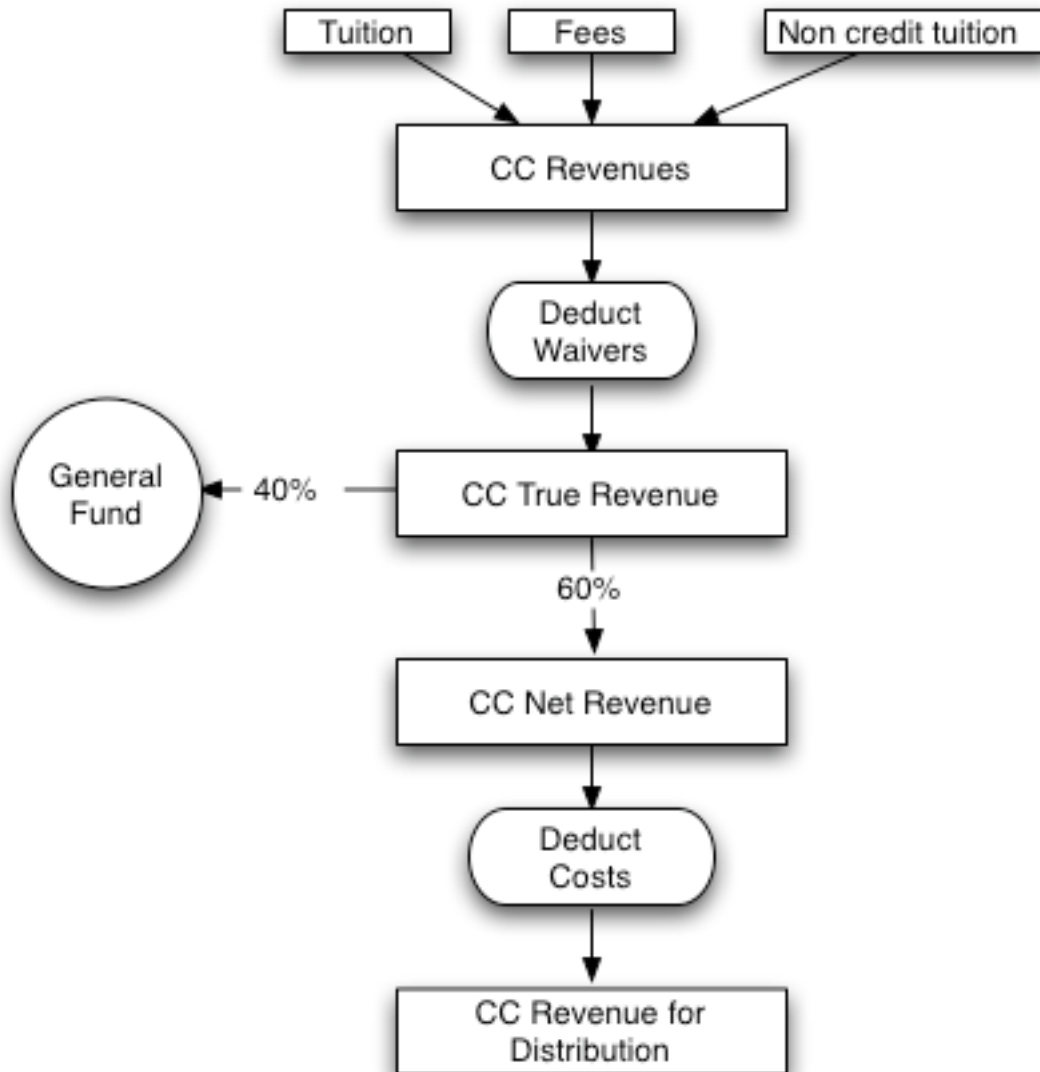 Tuition
Fees
Non credit tuition
CC Revenues
Deduct
Waivers
General
Fund
40%
CC True Revenue
60%
CC Net Revenue
Deduct
Costs
CC Revenue for
Distribution